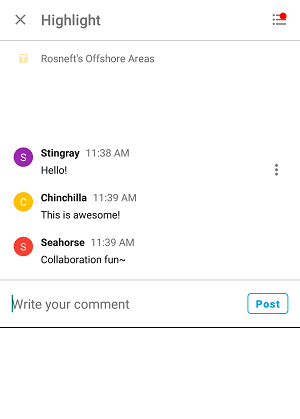 Highlight
Rosneft's Offshore Areas
S
Stingray 11:38 AM
Hello!
C
Chinchilla 11:39 AM
This is awesome!
S
Seahorse 11:39 AM
Collaboration fun~
Write your comment
Post